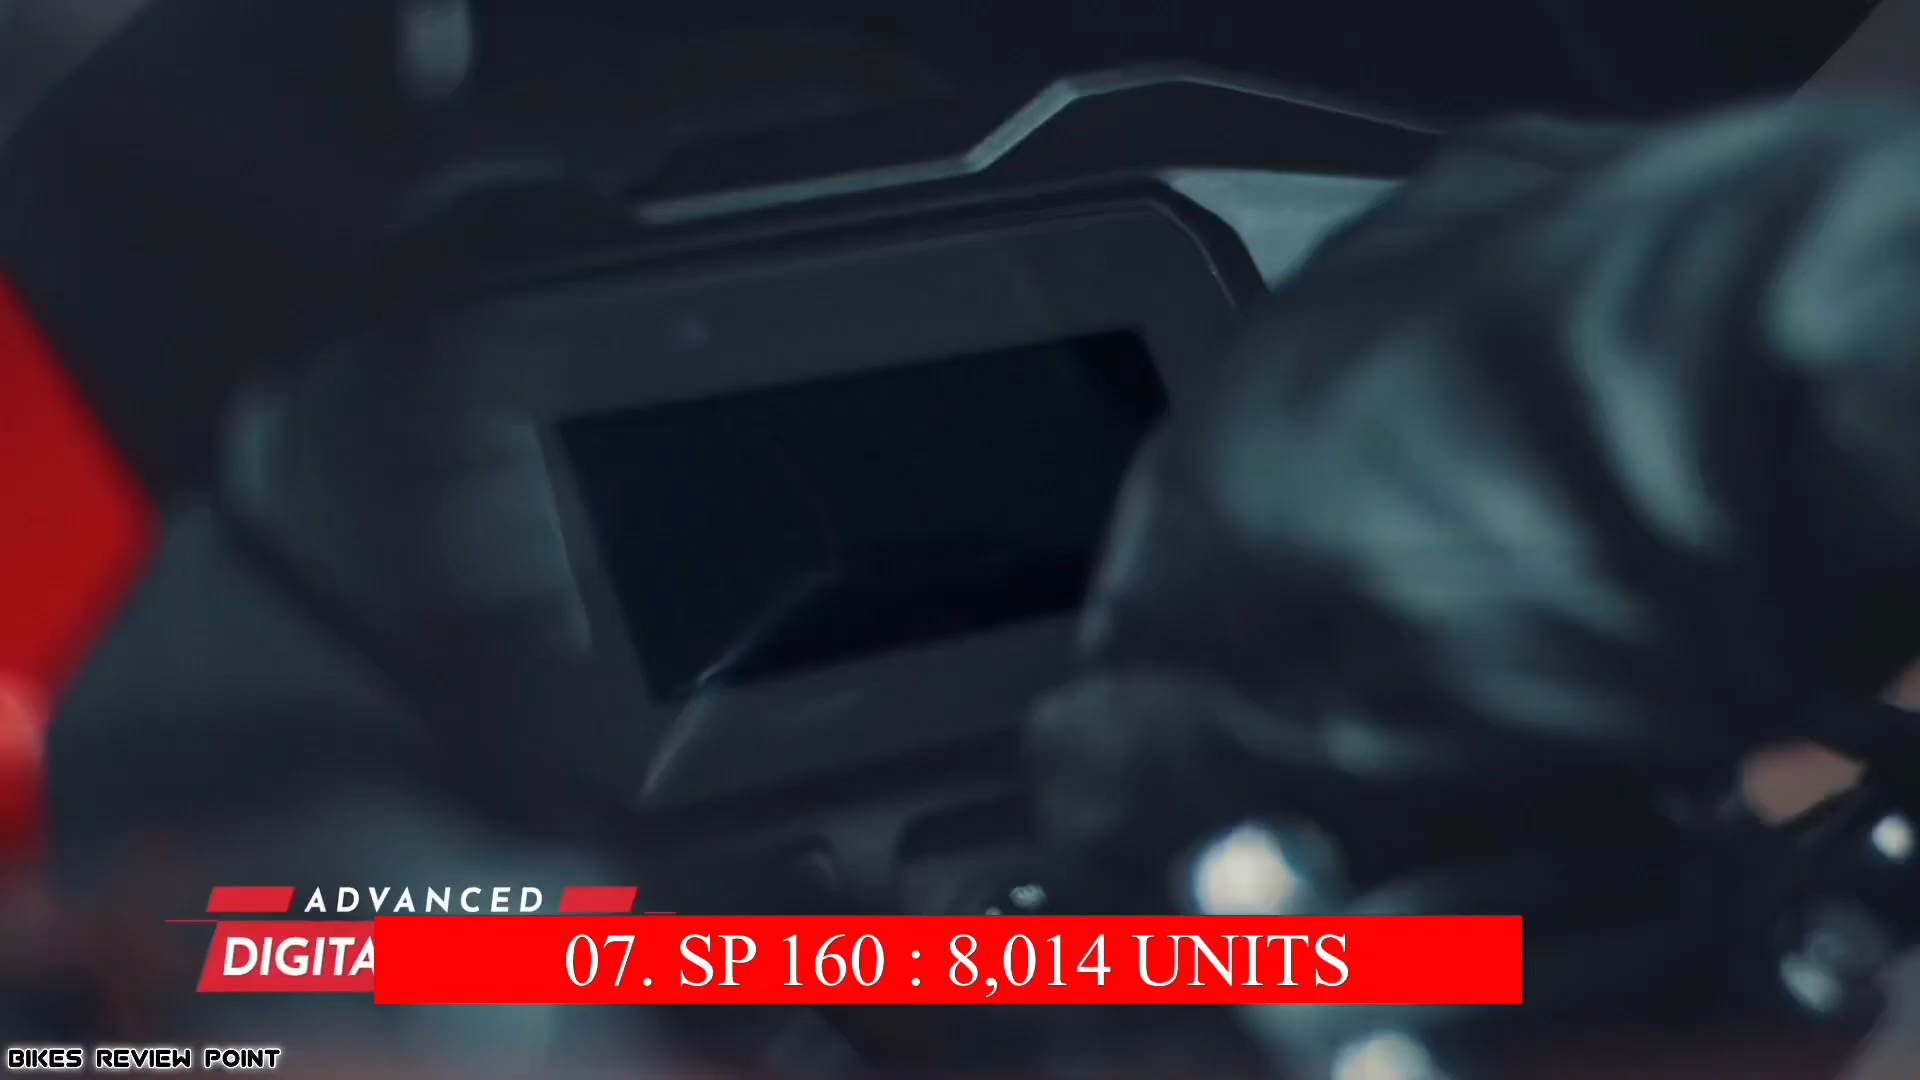 ADVANCED
DIGITA
07. SP 160 : 8,014 UNITS
BIKES REVIEW POINT